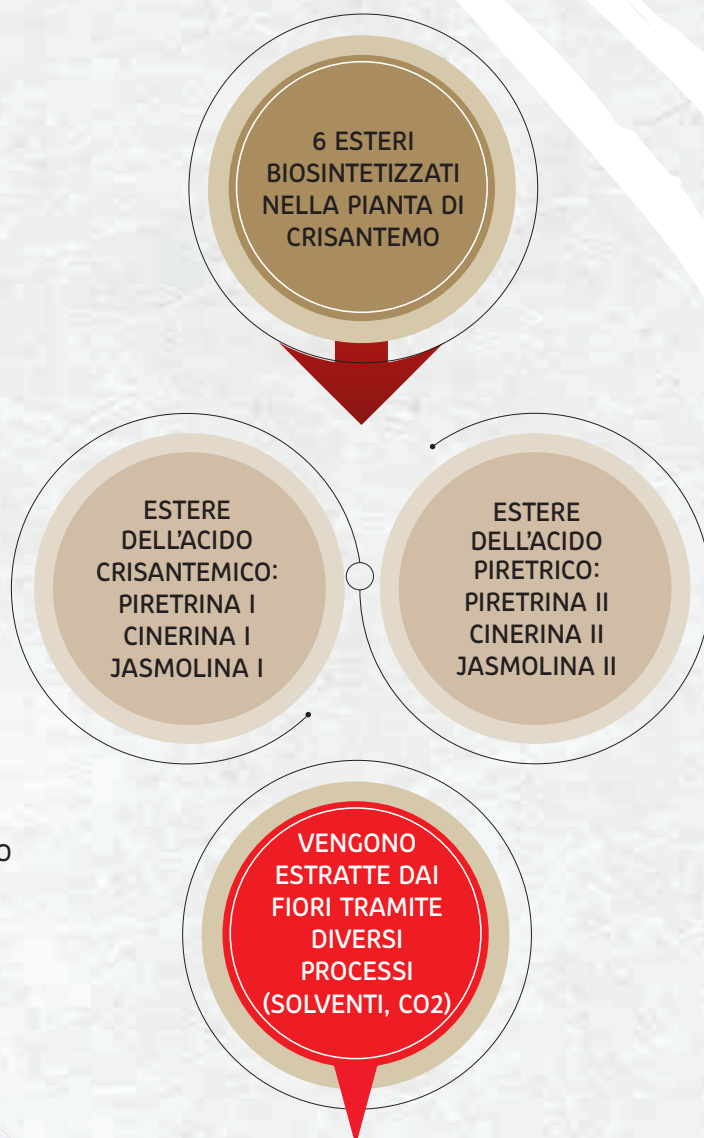 6 ESTERI
BIOSINTETIZZATI
NELLA PIANTA DI
CRISANTEMO
ESTERE
DELL'ACIDO
CRISANTEMICO:
PIRETRINA I
CINERINA I
JASMOLINA I
ESTERE
DELL'ACIDO
PIRETRICO:
PIRETRINA II
CINERINA II
JASMOLINA II
VENGONO
ESTRATTE DAI
FIORI TRAMITE
DIVERSI
PROCESSI
(SOLVENTI, CO2)